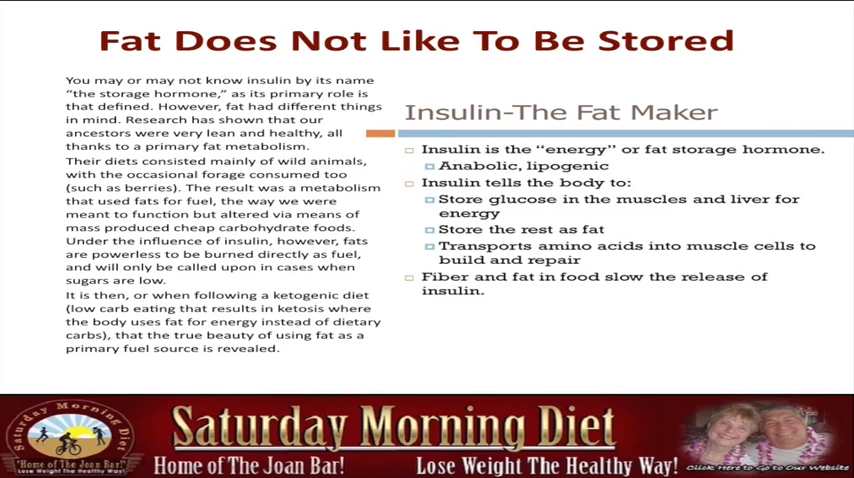 Fat Does Not Like To Be Stored
You may or may not know insulin by its name
“the storage hormone,” as its primary role is
that defined. However, fat had different things
in mind. Research has shown that our
ancestors were very lean and healthy, all
thanks to a primary fat metabolism.
Their diets consisted mainly of wild animals,
with the occasional forage consumed too
(such as berries). The result was a metabolism
that used fats for fuel, the way we were
meant to function but altered via means of
mass produced cheap carbohydrate foods.
Under the influence of insulin, however, fats
are powerless to be burned directly as fuel,
and will only be called upon in cases when
sugars are low.
It is then, or when following a ketogenic diet
(low carb eating that results in ketosis where
the body uses fat for energy instead of dietary
carbs), that the true beauty of using fat as a
primary fuel source is revealed.
Insulin-The Fat Maker
Insulin is the “energy” or fat storage hormone.
Anabolic, lipogenic
Insulin tells the body to:
Store glucose in the muscles and liver for
energy
Store the rest as fat
Transports amino acids into muscle cells to
build and repair
Fiber and fat in food slow the release of
insulin.
Saturday Morning Diet
"Home of The Joan Bar!"
Lose Weight The Healthy Way!
Saturday Morning Diet
Home of The Joan Bar! Lose Weight The Healthy Way!
Click Here to Go to Our Website